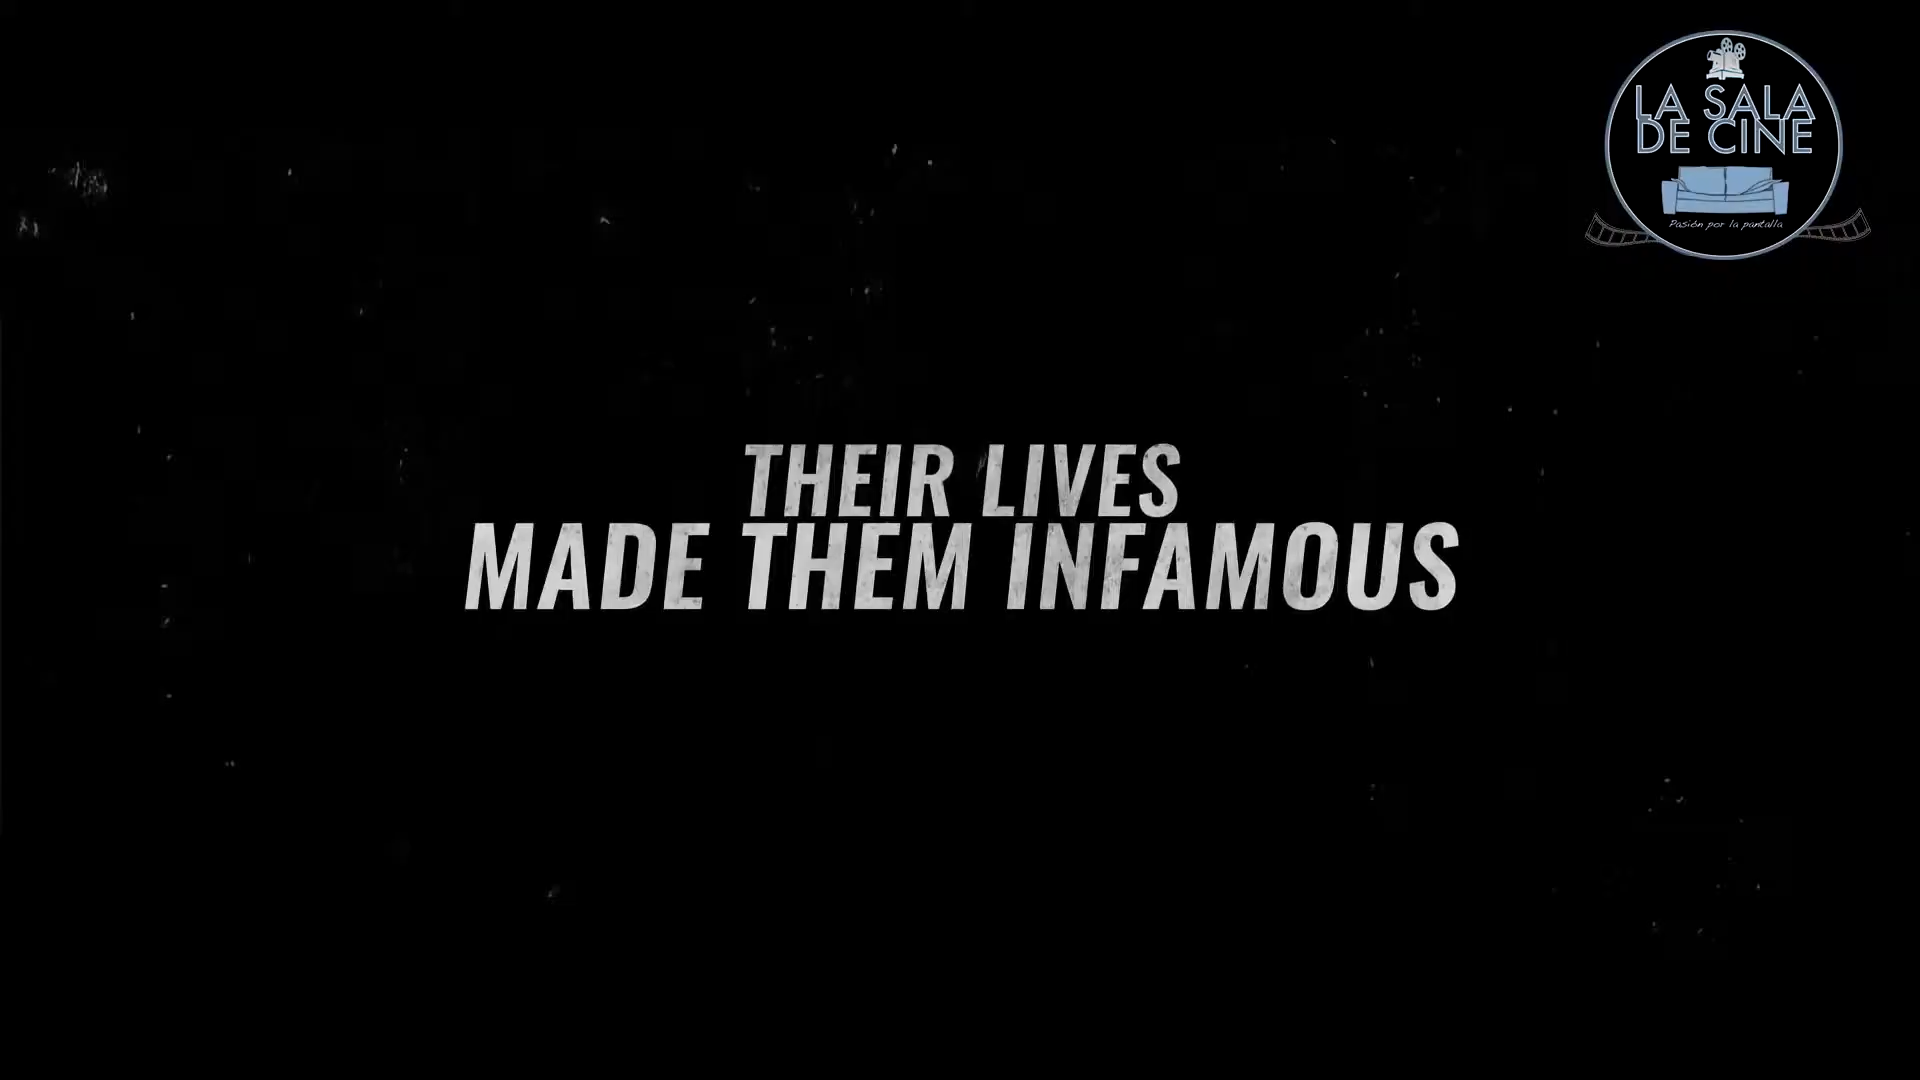 LA SALA
DE CINE
Pasión por la pantalla
THEIR LIVES
MADE THEM INFAMOUS